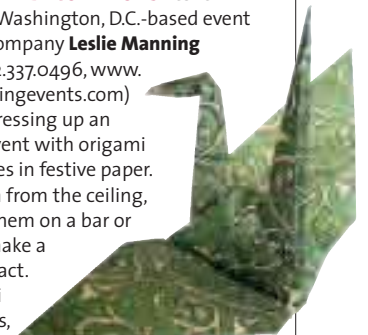 Washington, D.C.-based event
ompany Leslie Manning
.337.0496, www.
ingevents.com)
ressing up an
vent with origami
es in festive paper.
from the ceiling,
hem on a bar or
make a
act.
s,